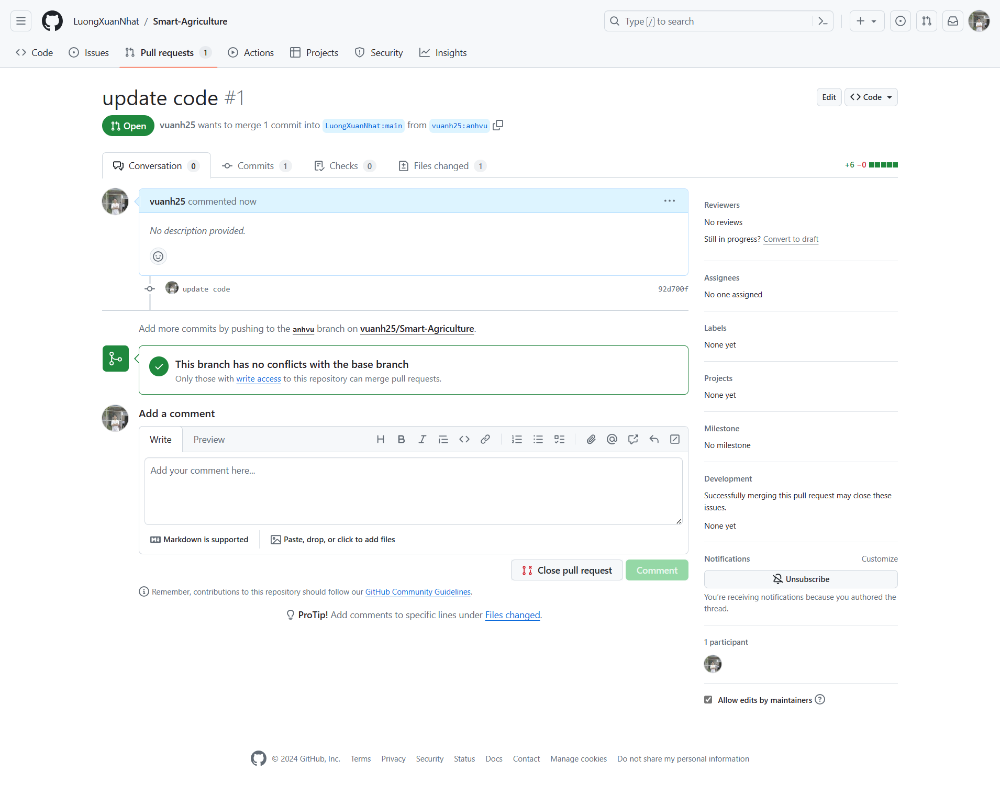 LuongXuanNhat / Smart-Agriculture
Type / to search
Code
Issues
Pull requests 1
Actions
Projects
Security
Insights
update code #1
Edit
Code
Open
vuanh25 wants to merge 1 commit into LuongXuanNhat:main from vuanh25:anhvu
Conversation 0
Commits 1
Checks 0
Files changed 1
+6 −0
vuanh25 commented now
No description provided.
update code
92d700f
Add more commits by pushing to the anhvu branch on vuanh25/Smart-Agriculture.
This branch has no conflicts with the base branch
Only those with write access to this repository can merge pull requests.
Add a comment
Write
Preview
Add your comment here...
Markdown is supported
Paste, drop, or click to add files
Close pull request
Comment
Remember, contributions to this repository should follow our GitHub Community Guidelines.
ProTip! Add comments to specific lines under Files changed.
Reviewers
No reviews
Still in progress? Convert to draft
Assignees
No one assigned
Labels
None yet
Projects
None yet
Milestone
No milestone
Development
Successfully merging this pull request may close these
issues.
None yet
Notifications
Customize
Unsubscribe
You're receiving notifications because you authored the
thread.
1 participant
Allow edits by maintainers
© 2024 GitHub, Inc.
Terms
Privacy
Security
Status
Docs
Contact
Manage cookies
Do not share my personal information